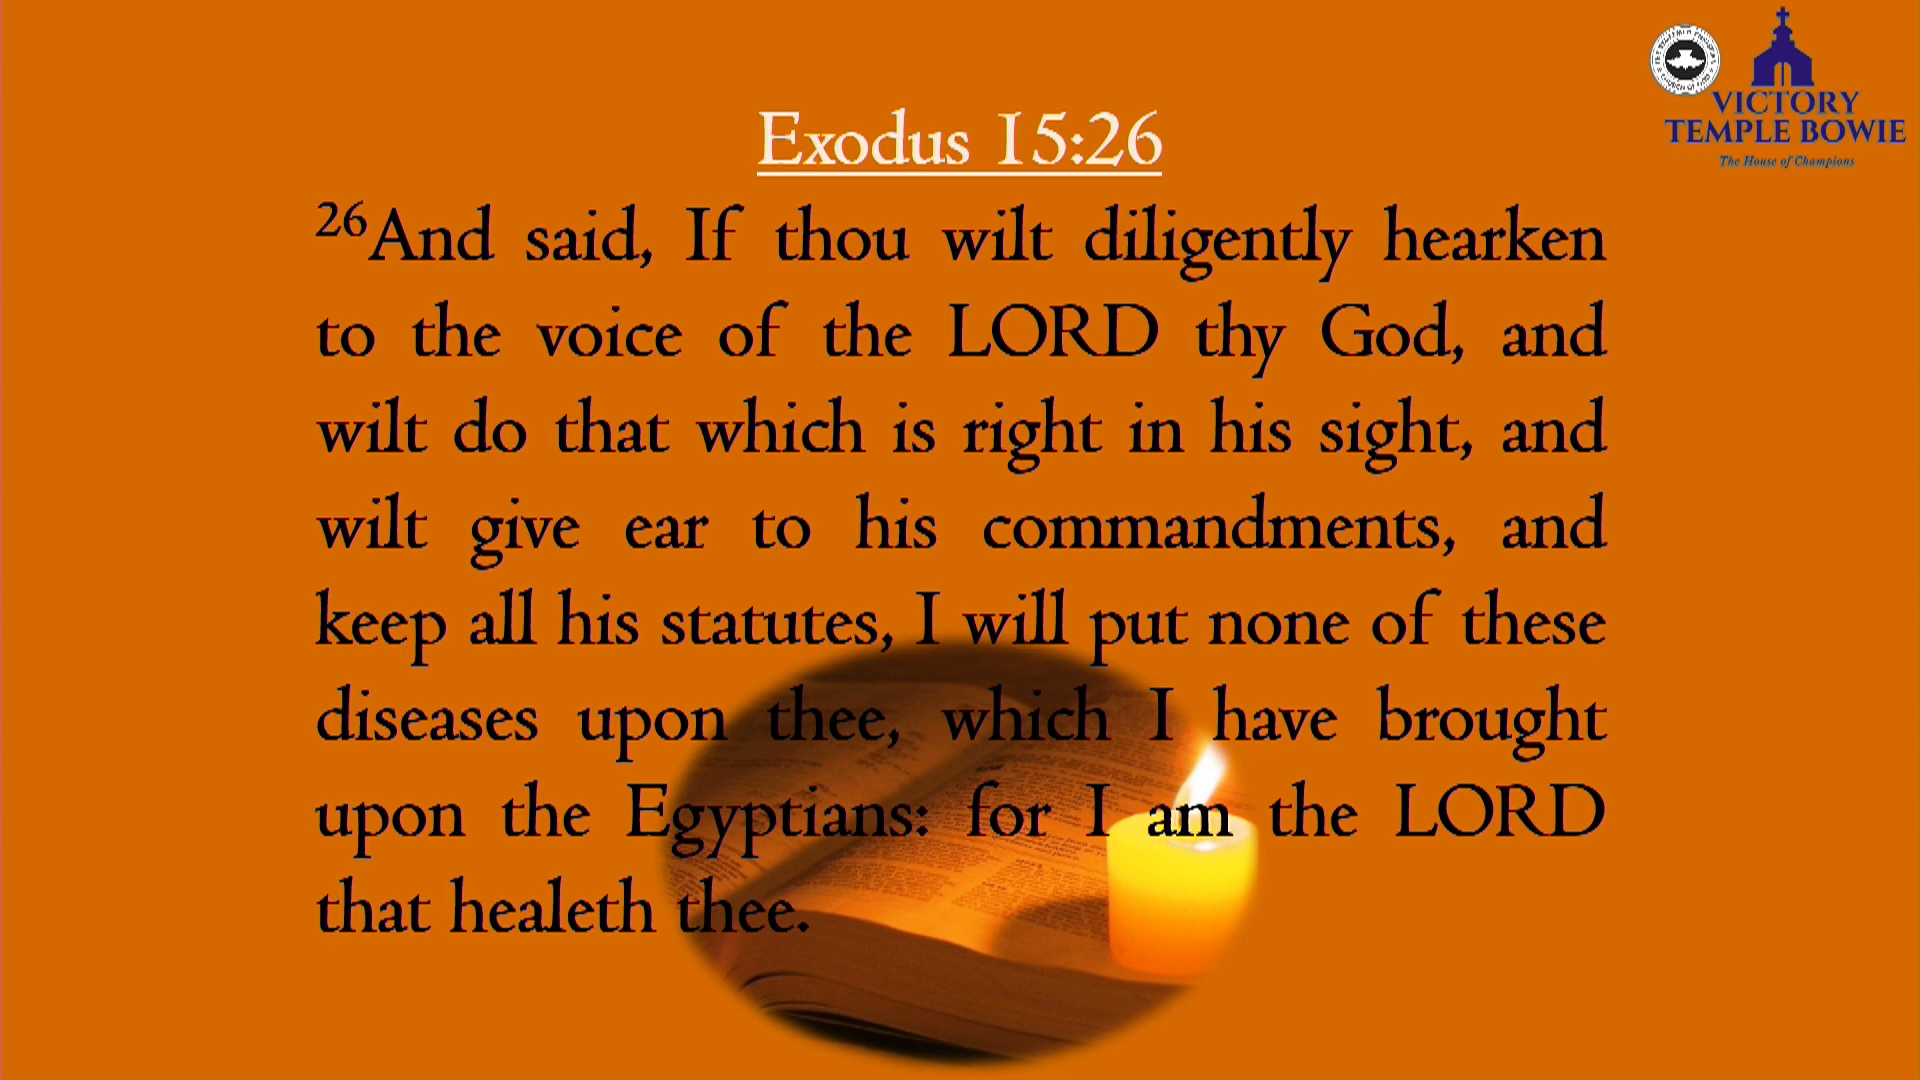 Exodus 15:26
26And said, If thou wilt diligently hearken
to the voice of the LORD thy God, and
wilt do that which is right in his sight, and
wilt give ear to his commandments, and
keep all his statutes, I will put none of these
diseases upon thee, which I have brought
upon the Egyptians: for I am the LORD
that healeth thee.
VICTORY
TEMPLE BOWIE
The House of Champions